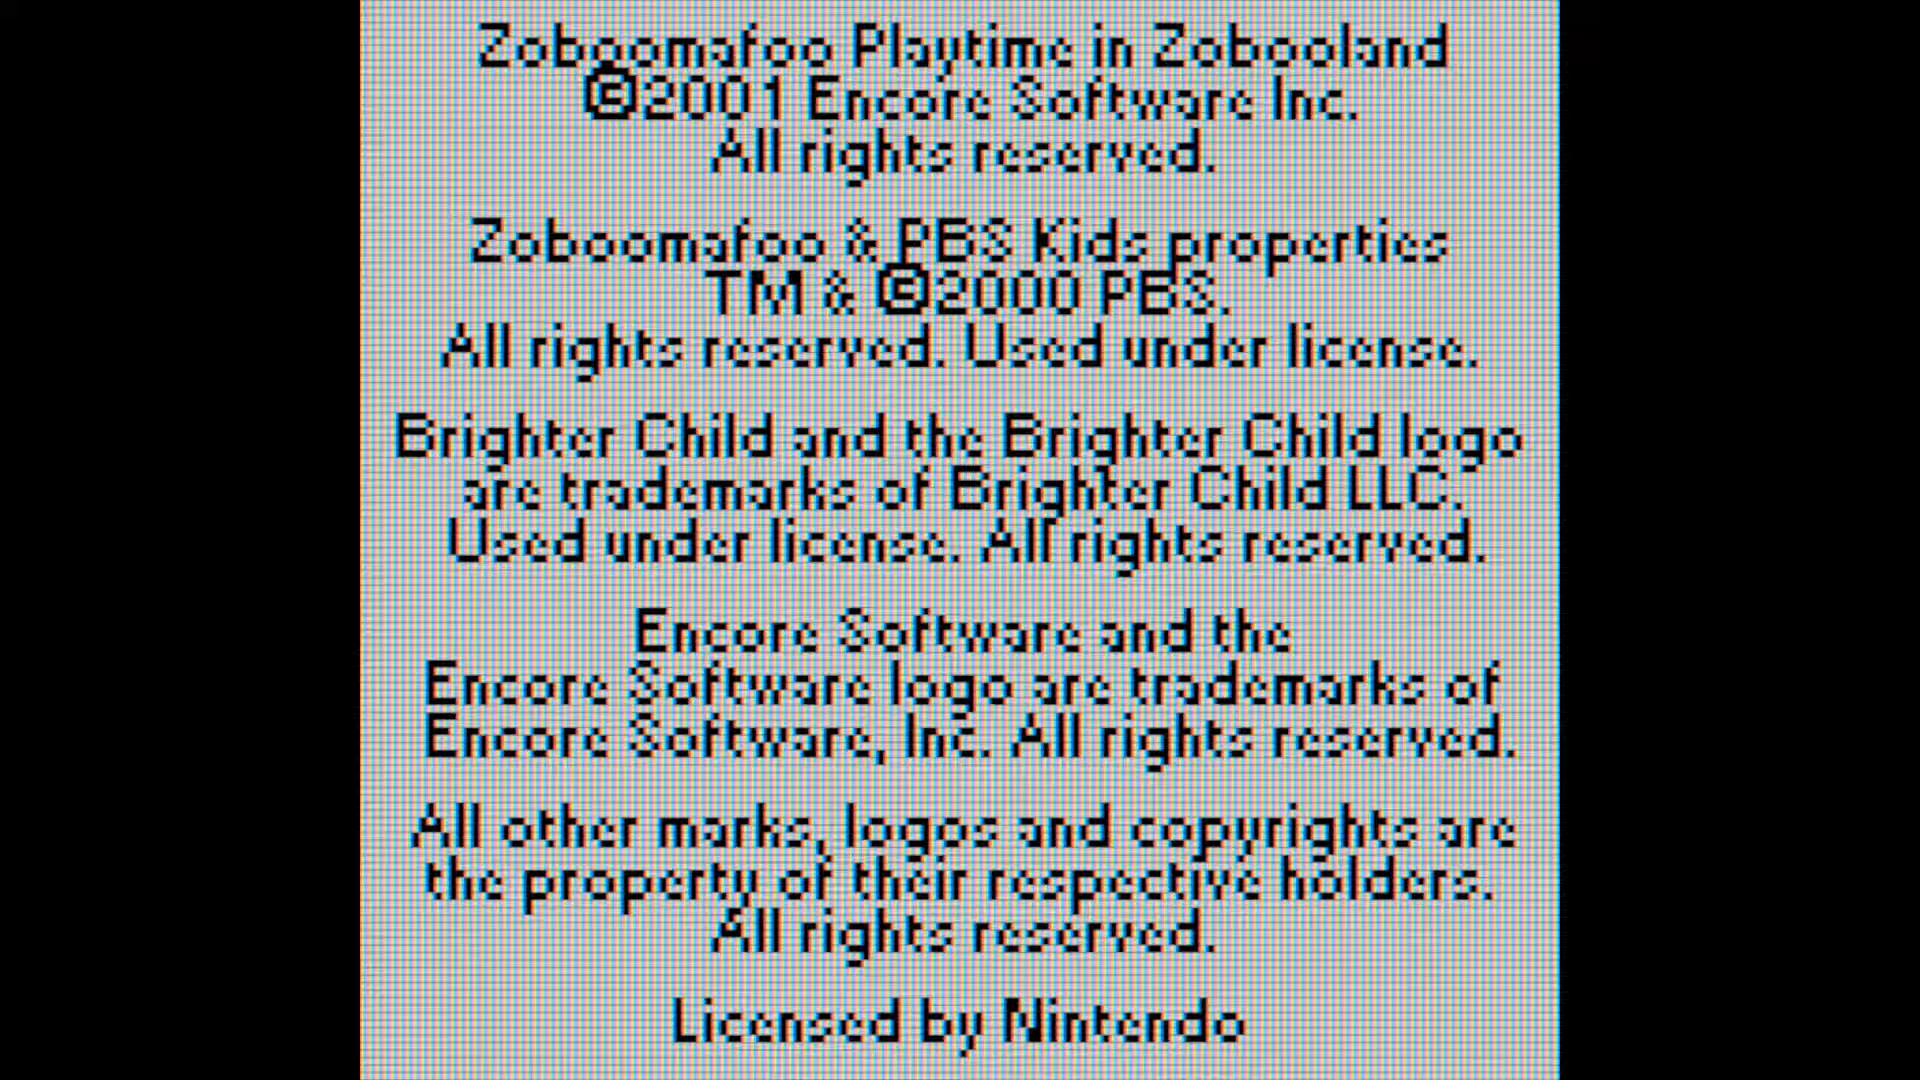 Zoboomafoo Playtime in Zobooland
©2001 Encore Software Inc.
All rights reserved.
Zoboomafoo & PBS Kids properties
TM & ©2000 PBS.
All rights reserved. Used under license.
Brighter Child and the Brighter Child logo
are trademarks of Brighter Child LLC.
Used under license. All rights reserved.
Encore Software and the
Encore Software logo are trademarks of
Encore Software, Inc. All rights reserved.
All other marks, logos and copyrights are
the property of their respective holders.
All rights reserved.
Licensed by Nintendo